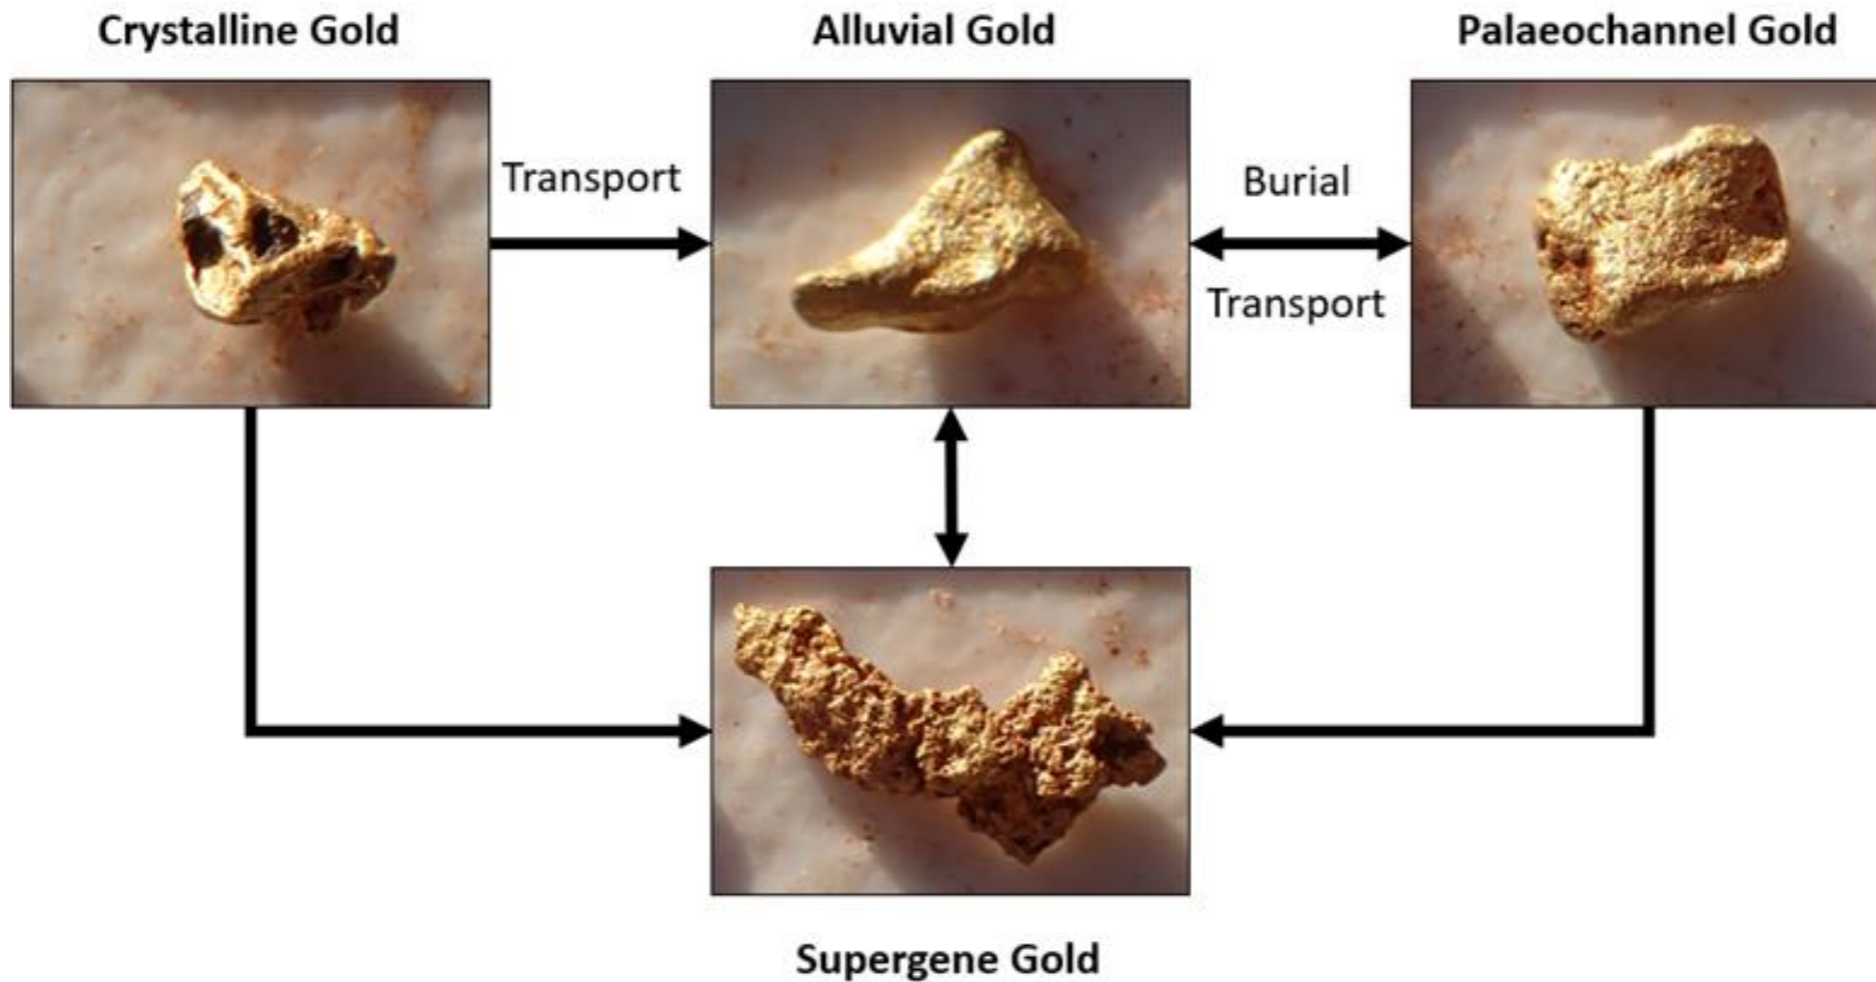 Crystalline Gold
Alluvial Gold
Palaeochannel Gold
Transport
Burial
Transport
Supergene Gold